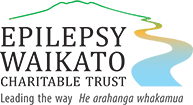 EPILEPSY
WAIKATO
CHARITABLE TRUST
Leading the way He arahanga whakamua